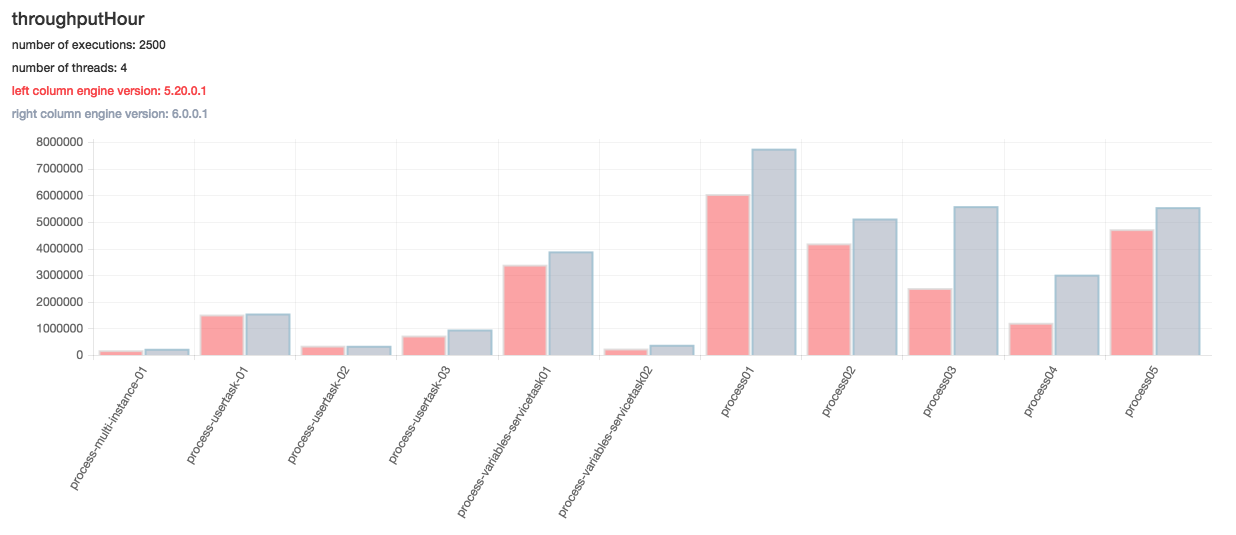 throughputHour
number of executions: 2500
number of threads: 4
left column engine version: 5.20.0.1
right column engine version: 6.0.0.1
8000000
7000000
6000000
5000000
4000000
3000000
2000000
1000000
0
process-multi-instance-01
process-usertask-01
process-usertask-02
process-usertask-03
process-variables-servicetask01
process-variables-servicetask02
process01
process02
process03
process04
process05